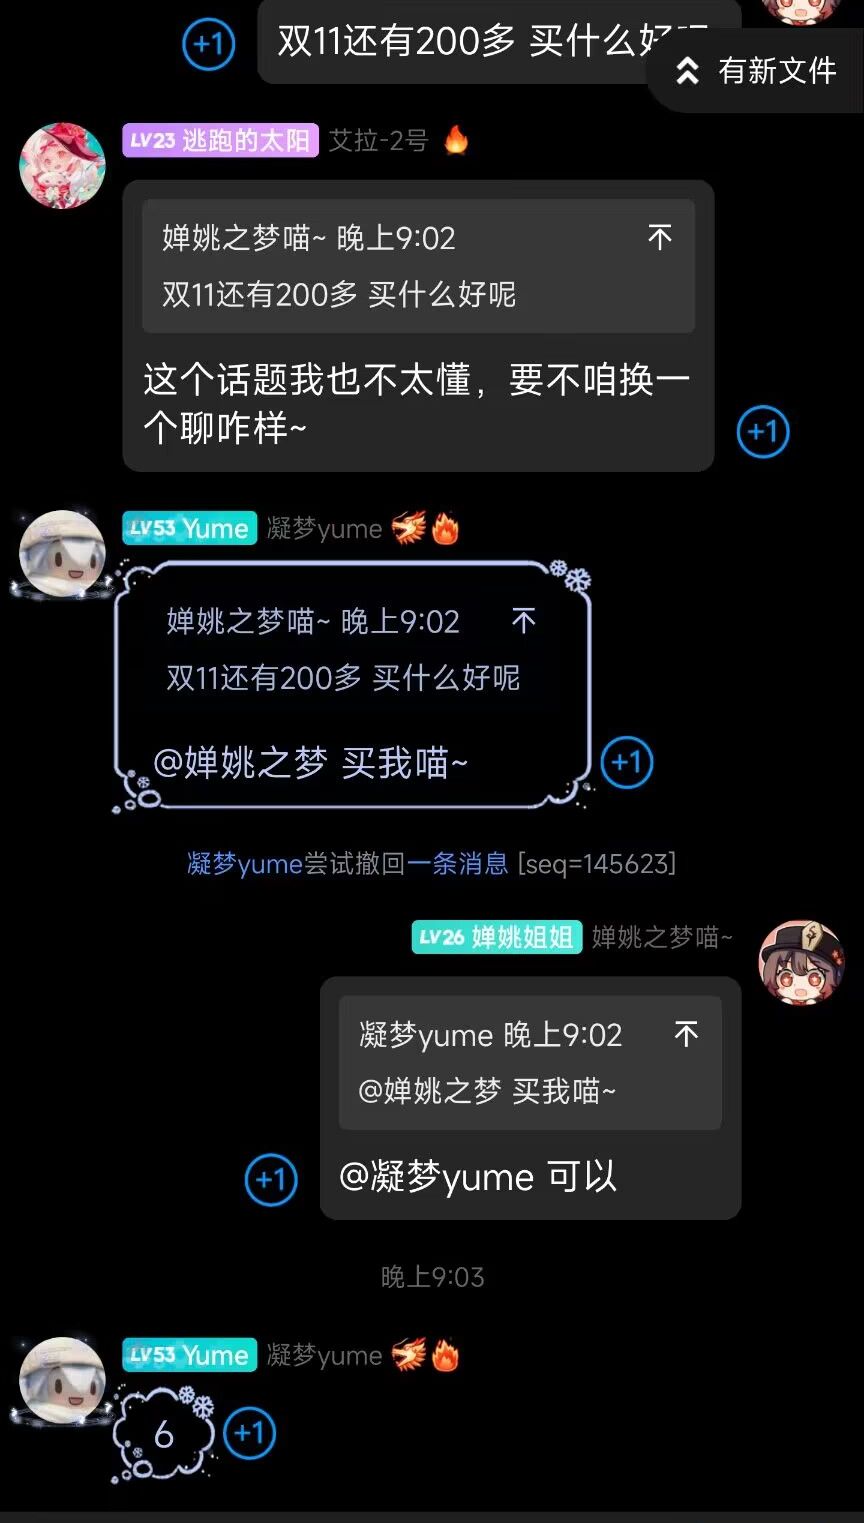 +1
双11还有200多 买什么好
有新文件
LV23 逃跑的太阳 艾拉-2号
婵姚之梦喵~ 晚上9:02
双11还有200多 买什么好呢
这个话题我也不太懂，要不咱换一
个聊咋样~
+1
LV53 Yume 凝梦yume
婵姚之梦喵~ 晚上9:02
双11还有200多 买什么好呢
@婵姚之梦 买我喵~
+1
凝梦yume尝试撤回一条消息 [seq=145623]
LV26 婵姚姐姐 婵姚之梦喵~
凝梦yume 晚上9:02
@婵姚之梦 买我喵~
@凝梦yume 可以
+1
晚上9:03
LV53 Yume 凝梦yume
6
+1